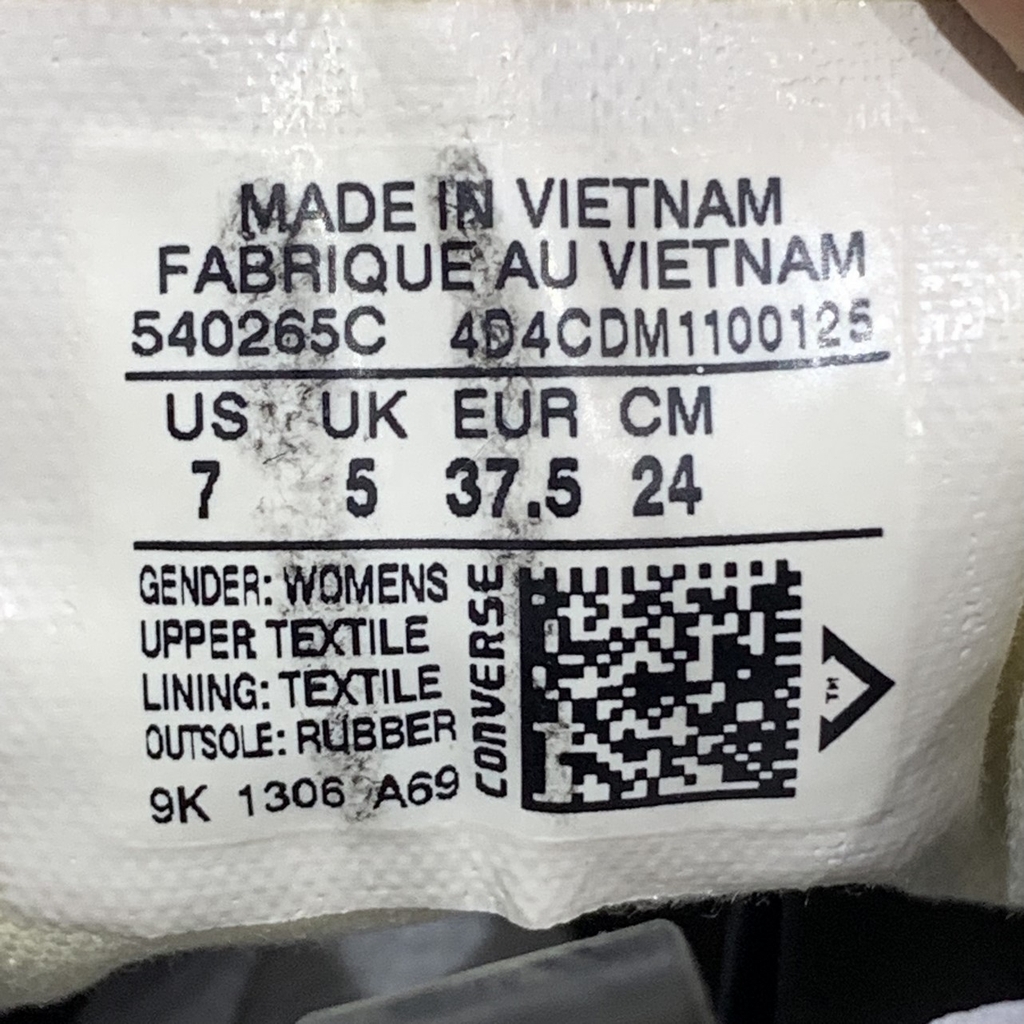 MADE IN VIETNAM
FABRIQUE AU VIETNAM
540265C 4D4CDM1100125
US UK EUR CM
7 5 37.5 24
GENDER: WOMENS
UPPER TEXTILE
LINING: TEXTILE
OUTSOLE: RUBBER
9K 1306 A69
CONVERSE
TM